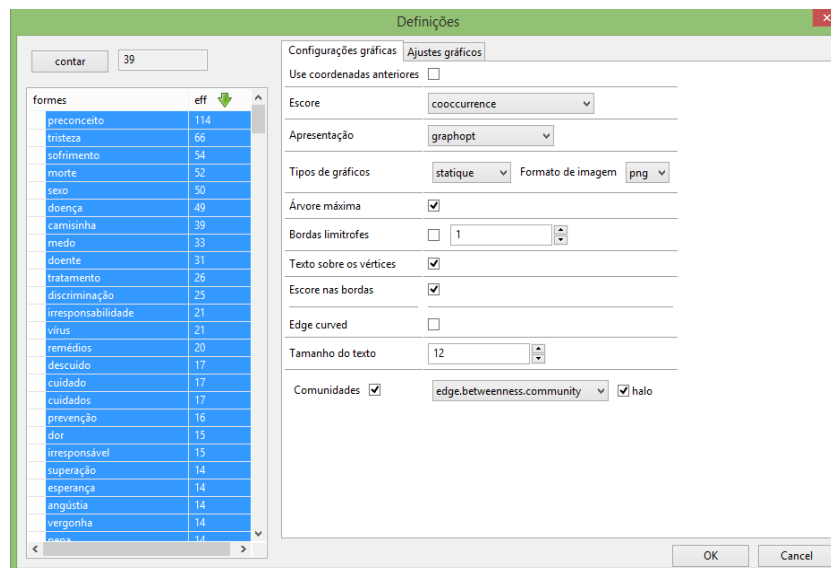 Definições
contar 39
formes eff
preconceito 114
tristeza 66
sofrimento 54
morte 52
sexo 50
doença 49
camisinha 39
medo 33
doente 31
tratamento 26
discriminação 25
irresponsabilidade 21
vírus 21
remédios 20
descuido 17
cuidado 17
cuidados 17
prevenção 16
dor 15
irresponsável 15
superação 14
esperança 14
angústia 14
vergonha 14
pena 14
Configurações gráficas Ajustes gráficos
Use coordenadas anteriores
Escore cooccurrence
Apresentação graphopt
Tipos de gráficos statique Formato de imagem png
Árvore máxima
Bordas limitrofes 1
Texto sobre os vértices
Escore nas bordas
Edge curved
Tamanho do texto 12
Comunidades edge.betweenness.community halo
OK Cancel